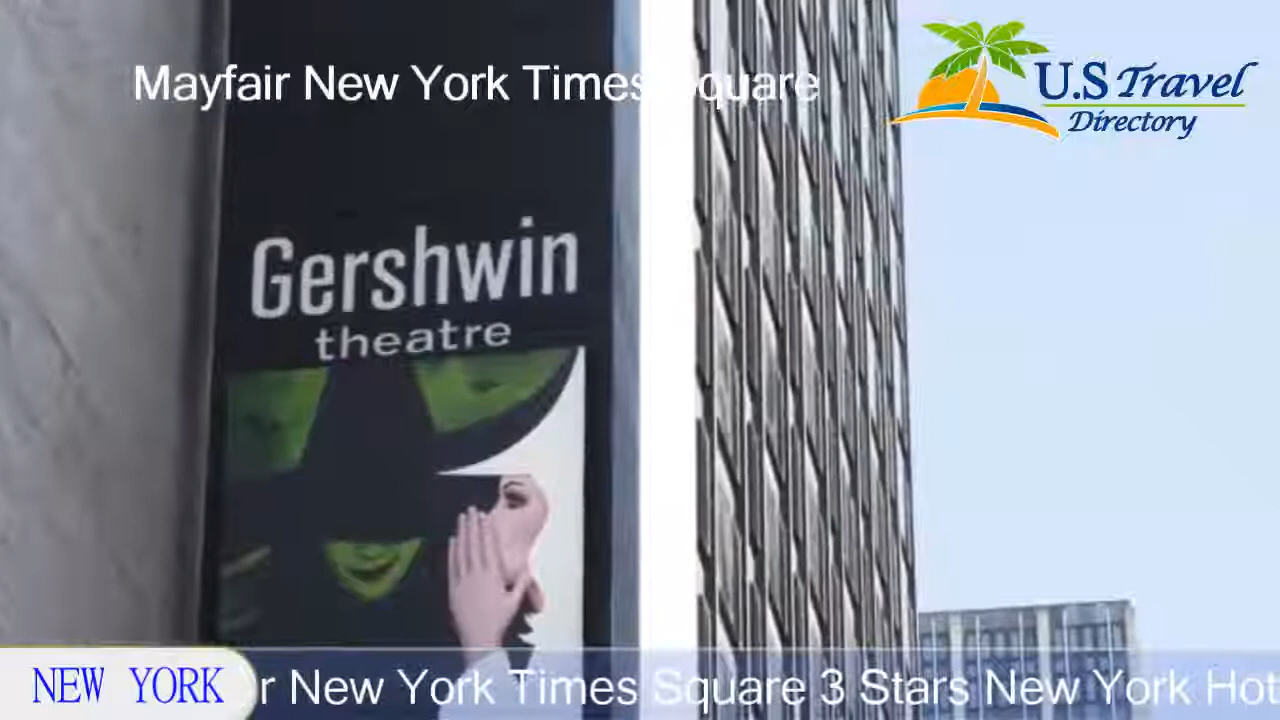 Mayfair New York Times Square
U.S Travel
Directory
Gershwin
theatre
NEW YORK
r New York Times Square 3 Stars New York Hot